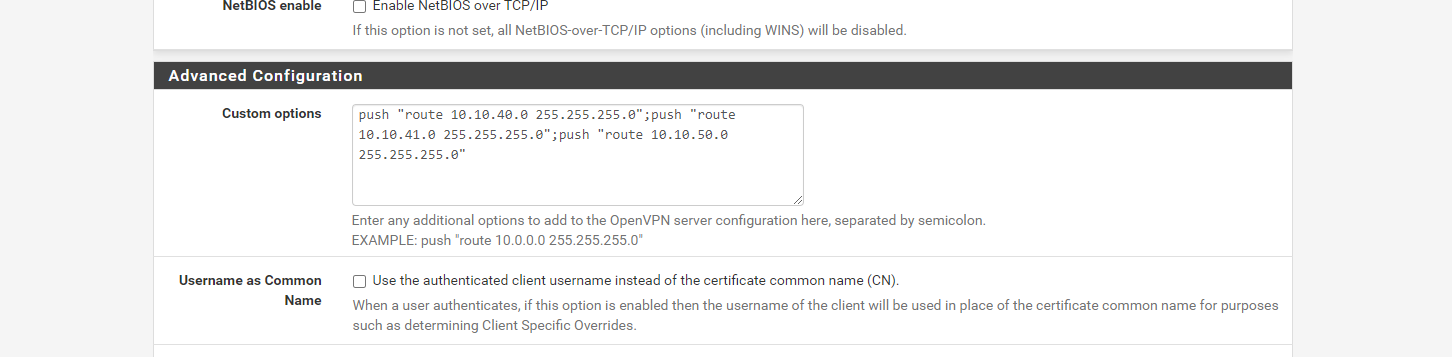 NetBIOS enable
Enable NetBIOS over TCP/IP
If this option is not set, all NetBIOS-over-TCP/IP options (including WINS) will be disabled.
Advanced Configuration
Custom options
push "route 10.10.40.0 255.255.255.0";push "route
10.10.41.0 255.255.255.0";push "route 10.10.50.0
255.255.255.0"
Enter any additional options to add to the OpenVPN server configuration here, separated by semicolon.
EXAMPLE: push "route 10.0.0.0 255.255.255.0"
Username as Common
Name
Use the authenticated client username instead of the certificate common name (CN).
When a user authenticates, if this option is enabled then the username of the client will be used in place of the certificate common name for purposes
such as determining Client Specific Overrides.